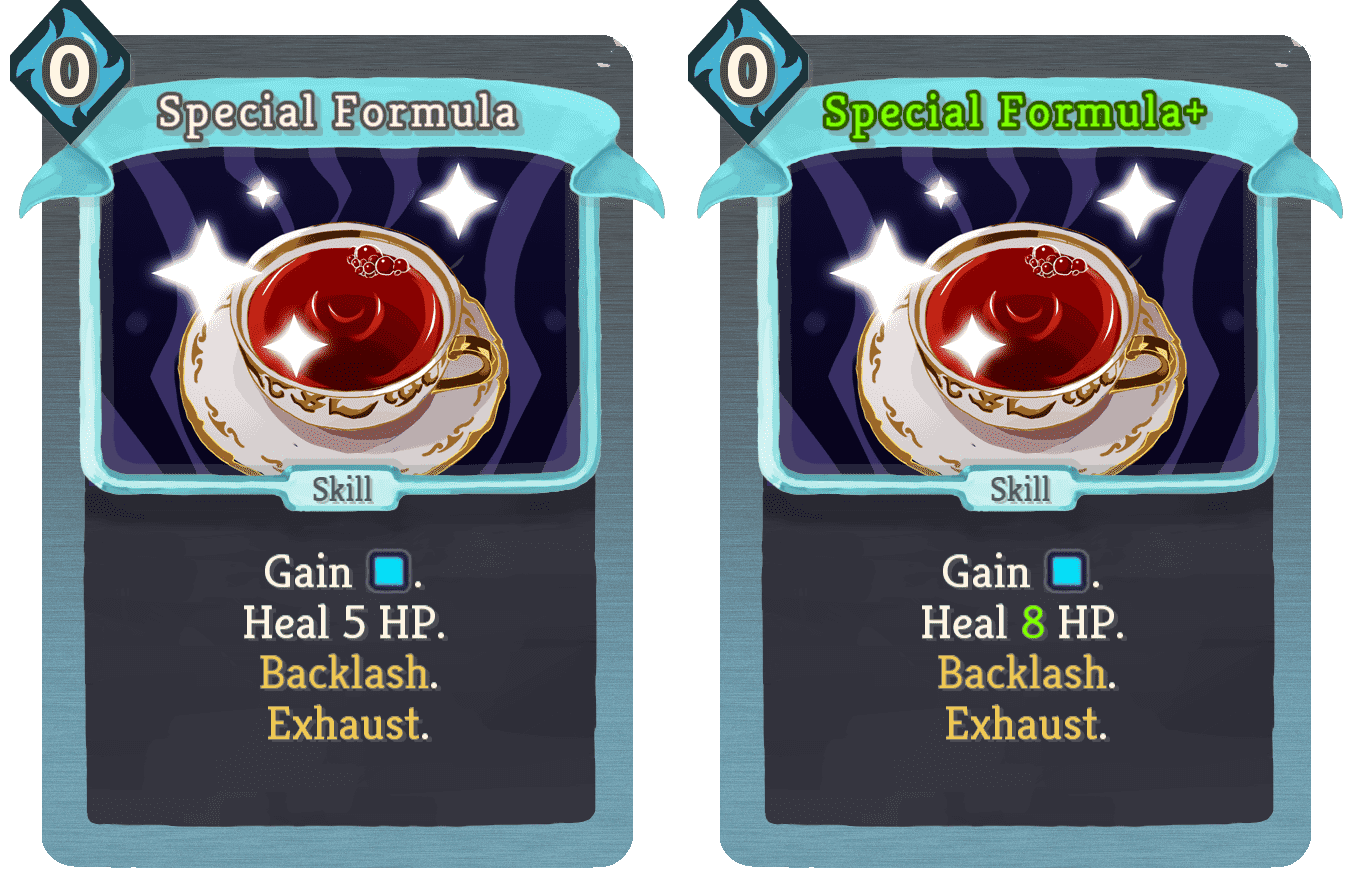 0
Special Formula
Skill
Gain .
Heal 5 HP.
Backlash.
Exhaust.
0
Special Formula+
Skill
Gain .
Heal 8 HP.
Backlash.
Exhaust.